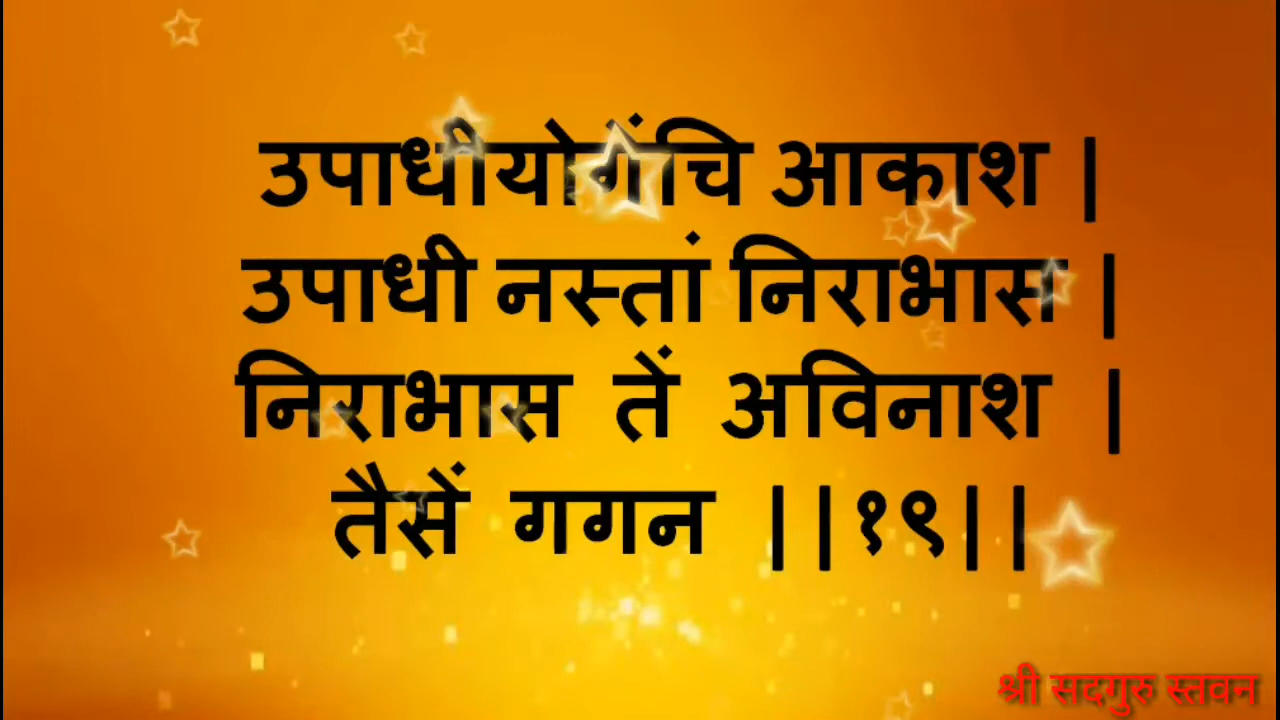 उपाधीयोगेंचि आकाश |
उपाधी नस्तां निराभास |
निराभास तें अविनाश |
तैसें गगन ||१९||
श्री सदगुरु स्तवन